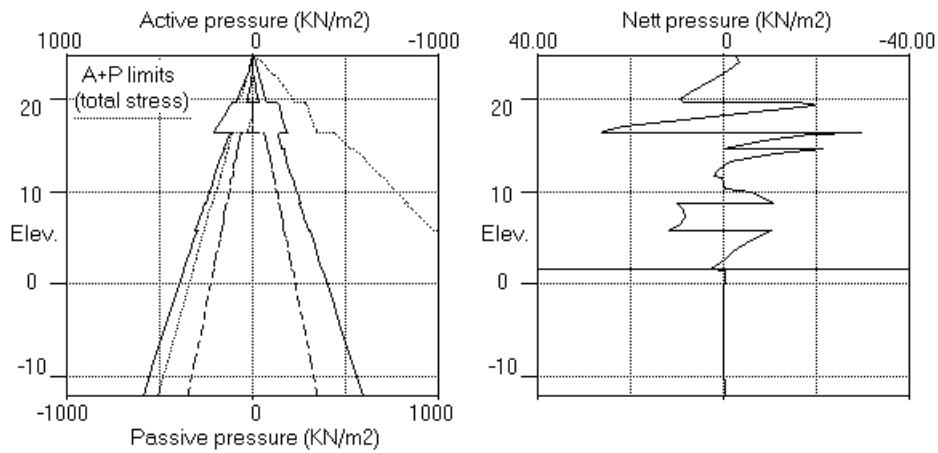 Active pressure (KN/m2)
1000 0 -1000
A+P limits
(total stress)
20
10
Elev.
0
-10
-1000 0 1000
Passive pressure (KN/m2)
Nett pressure (KN/m2)
40.00 0 -40.00
20
10
Elev.
0
-10